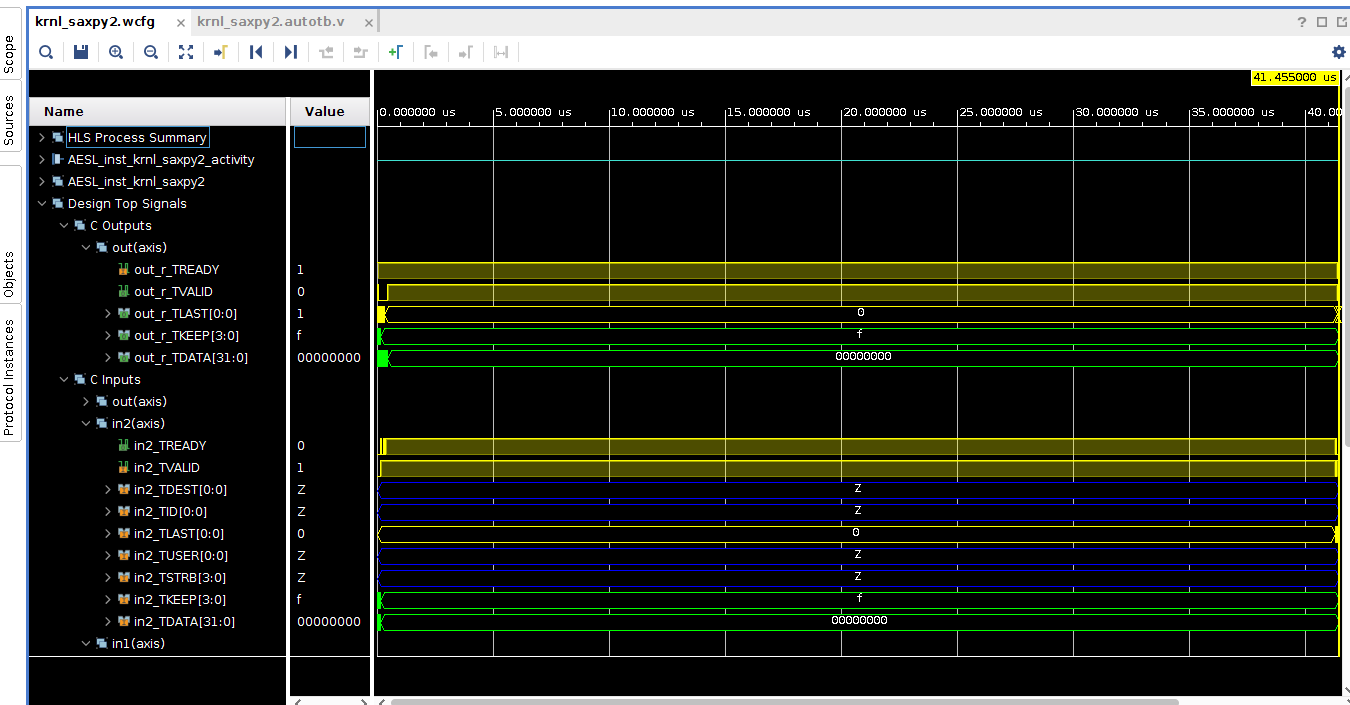 krnl_saxpy2.wcfg × krnl_saxpy2.autotb.v ×
Scope
Sources
Objects
Protocol Instances
41.455000 us
Name Value 0.000000 us 5.000000 us 10.000000 us 15.000000 us 20.000000 us 25.000000 us 30.000000 us 35.000000 us 40.00
HLS Process Summary
AESL_inst_krnl_saxpy2_activity
AESL_inst_krnl_saxpy2
Design Top Signals
C Outputs
out(axis)
out_r_TREADY 1
out_r_TVALID 0
out_r_TLAST[0:0] 1 0
out_r_TKEEP[3:0] f f
out_r_TDATA[31:0] 00000000 00000000
C Inputs
out(axis)
in2(axis)
in2_TREADY 0
in2_TVALID 1
in2_TDEST[0:0] Z Z
in2_TID[0:0] Z Z
in2_TLAST[0:0] 0 0
in2_TUSER[0:0] Z Z
in2_TSTRB[3:0] Z Z
in2_TKEEP[3:0] f f
in2_TDATA[31:0] 00000000 00000000
in1(axis)